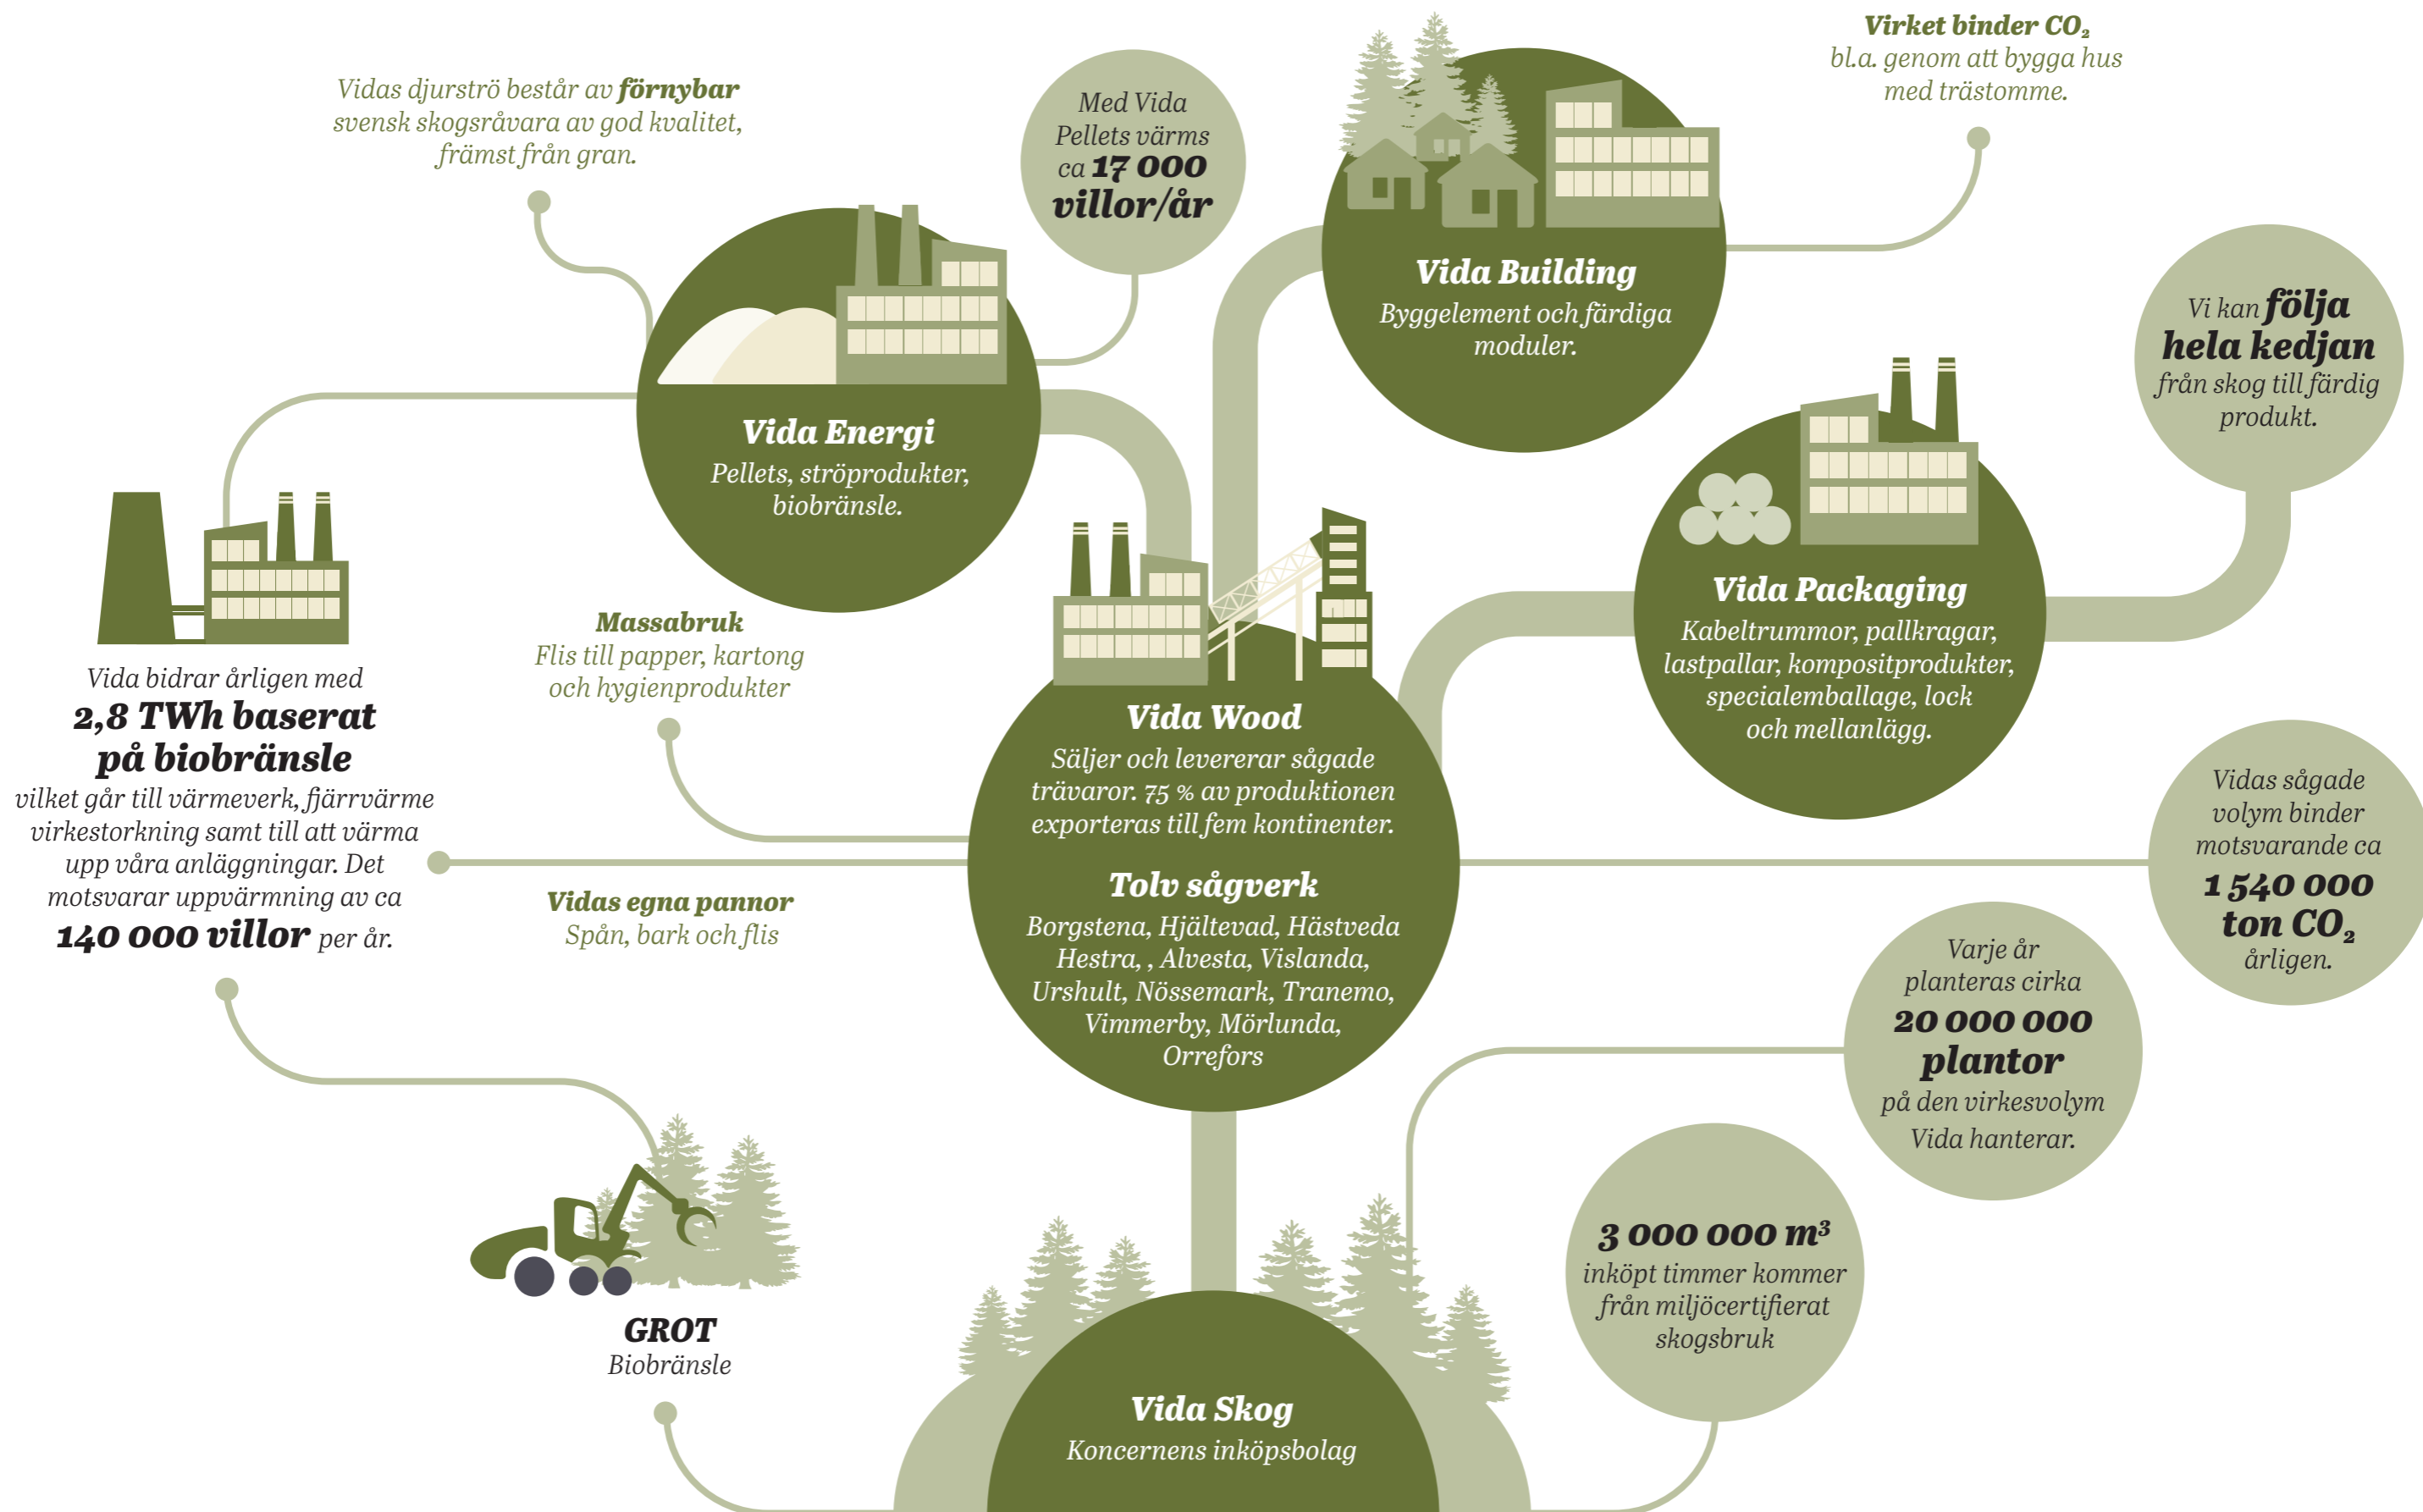 Virket binder CO₂
bl.a. genom att bygga hus
med trästomme.
Vidas djurströ består av förnybar
svensk skogsråvara av god kvalitet,
främst från gran.
Med Vida
Pellets värms
ca 17 000
villor/år
Vida Building
Byggelement och färdiga
moduler.
Vi kan följa
hela kedjan
från skog till färdig
produkt.
Vida Energi
Pellets, ströprodukter,
biobränsle.
Vida Packaging
Kabeltrummor, pallkragar,
lastpallar, kompositprodukter,
specialemballage, lock
och mellanlägg.
Massabruk
Flis till papper, kartong
och hygienprodukter
Vida bidrar årligen med
2,8 TWh baserat
på biobränsle
vilket går till värmeverk, fjärrvärme
virkestorkning samt till att värma
upp våra anläggningar. Det
motsvarar uppvärmning av ca
140 000 villor per år.
Vida Wood
Säljer och levererar sågade
trävaror. 75 % av produktionen
exporteras till fem kontinenter.
Tolv sågverk
Borgstena, Hjältevad, Hästveda
Hestra, , Alvesta, Vislanda,
Urshult, Nössemark, Tranemo,
Vimmerby, Mörlunda,
Orrefors
Vidas egna pannor
Spån, bark och flis
Vidas sågade
volym binder
motsvarande ca
1 540 000
ton CO₂
årligen.
Varje år
planteras cirka
20 000 000
plantor
på den virkesvolym
Vida hanterar.
3 000 000 m³
inköpt timmer kommer
från miljöcertifierat
skogsbruk
GROT
Biobränsle
Vida Skog
Koncernens inköpsbolag